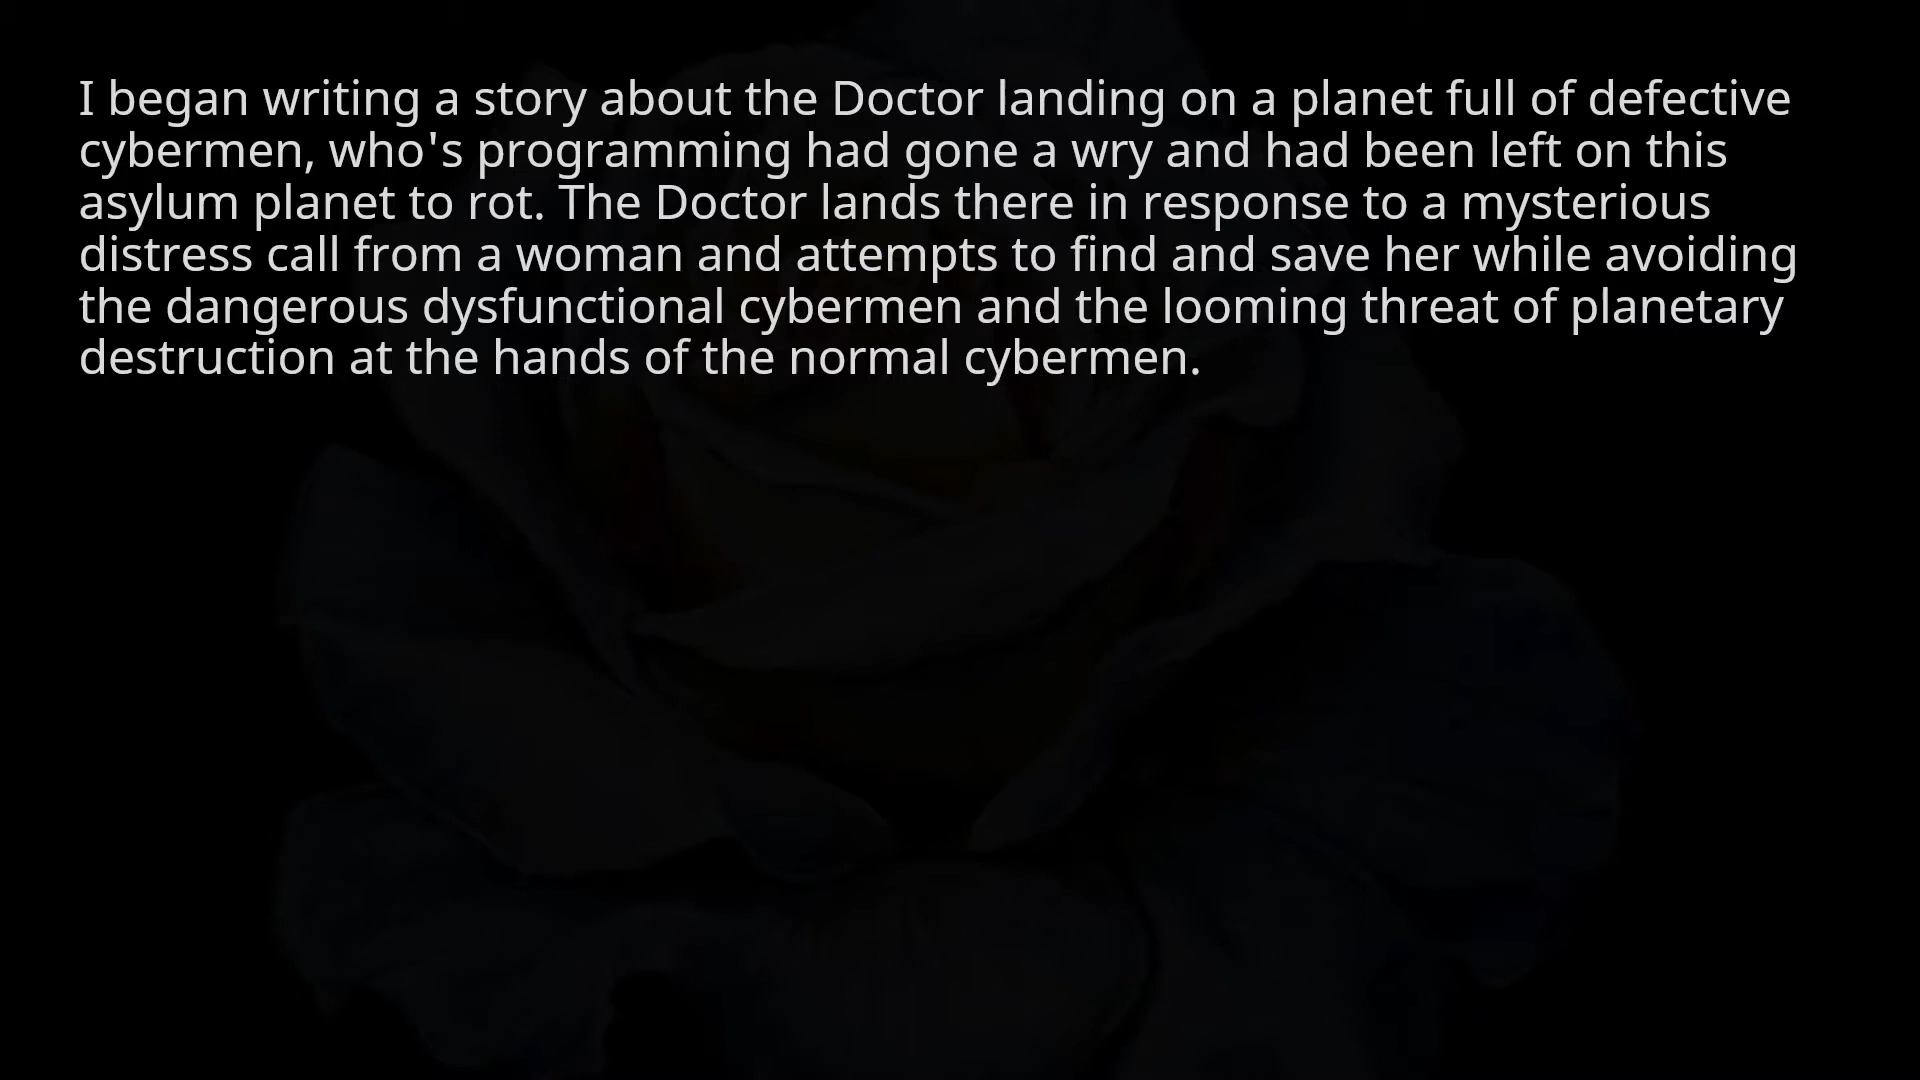 I began writing a story about the Doctor landing on a planet full of defective
cybermen, who's programming had gone a wry and had been left on this
asylum planet to rot. The Doctor lands there in response to a mysterious
distress call from a woman and attempts to find and save her while avoiding
the dangerous dysfunctional cybermen and the looming threat of planetary
destruction at the hands of the normal cybermen.